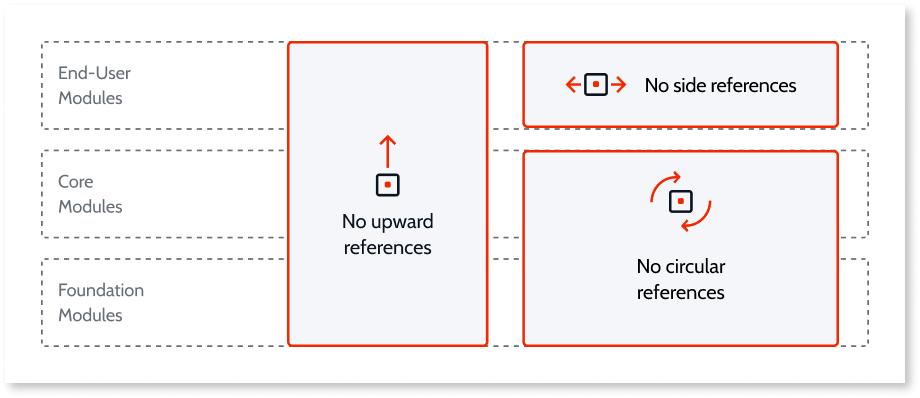 End-User
Modules
No side references
Core
Modules
No upward
references
No circular
references
Foundation
Modules